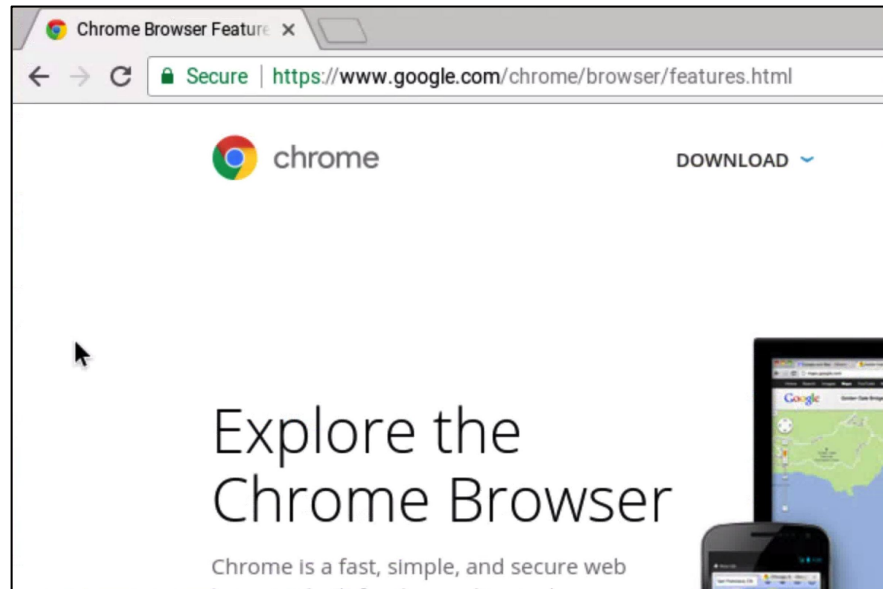 Chrome Browser Feature
Secure | https://www.google.com/chrome/browser/features.html
chrome
DOWNLOAD
Explore the
Chrome Browser
Chrome is a fast, simple, and secure web
Google